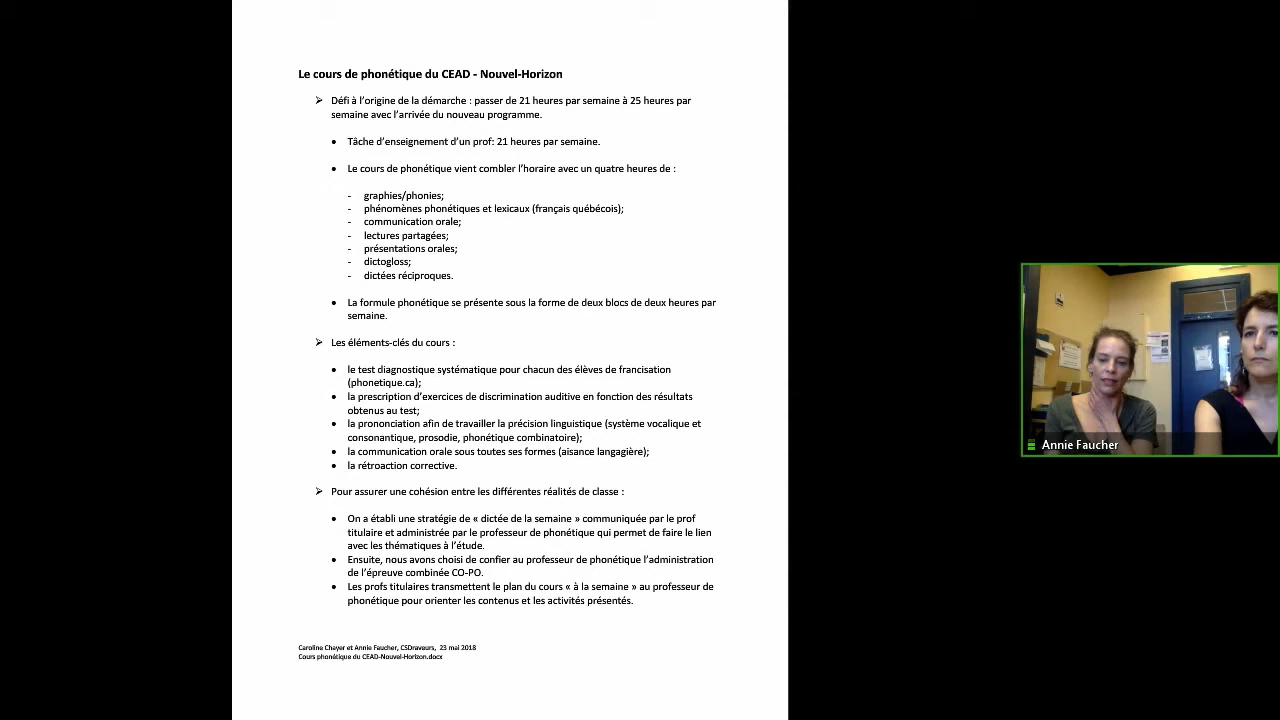 Le cours de phonétique du CEAD - Nouvel-Horizon
➢ Défi à l’origine de la démarche : passer de 21 heures par semaine à 25 heures par
semaine avec l’arrivée du nouveau programme.
• Tâche d’enseignement d’un prof: 21 heures par semaine.
• Le cours de phonétique vient combler l’horaire avec un quatre heures de :
- graphies/phonies;
- phénomènes phonétiques et lexicaux (français québécois);
- communication orale;
- lectures partagées;
- présentations orales;
- dictogloss;
- dictées réciproques.
• La formule phonétique se présente sous la forme de deux blocs de deux heures par
semaine.
➢ Les éléments-clés du cours :
• le test diagnostique systématique pour chacun des élèves de francisation
(phonetique.ca);
• la prescription d’exercices de discrimination auditive en fonction des résultats
obtenus au test;
• la prononciation afin de travailler la précision linguistique (système vocalique et
consonantique, prosodie, phonétique combinatoire);
• la communication orale sous toutes ses formes (aisance langagière);
• la rétroaction corrective.
➢ Pour assurer une cohésion entre les différentes réalités de classe :
• On a établi une stratégie de « dictée de la semaine » communiquée par le prof
titulaire et administrée par le professeur de phonétique qui permet de faire le lien
avec les thématiques à l’étude.
• Ensuite, nous avons choisi de confier au professeur de phonétique l’administration
de l’épreuve combinée CO-PO.
• Les profs titulaires transmettent le plan du cours « à la semaine » au professeur de
phonétique pour orienter les contenus et les activités présentés.
Caroline Chayer et Annie Faucher, CSDraveurs, 23 mai 2018
Cours phonétique du CEAD-Nouvel-Horizon.docx
Annie Faucher